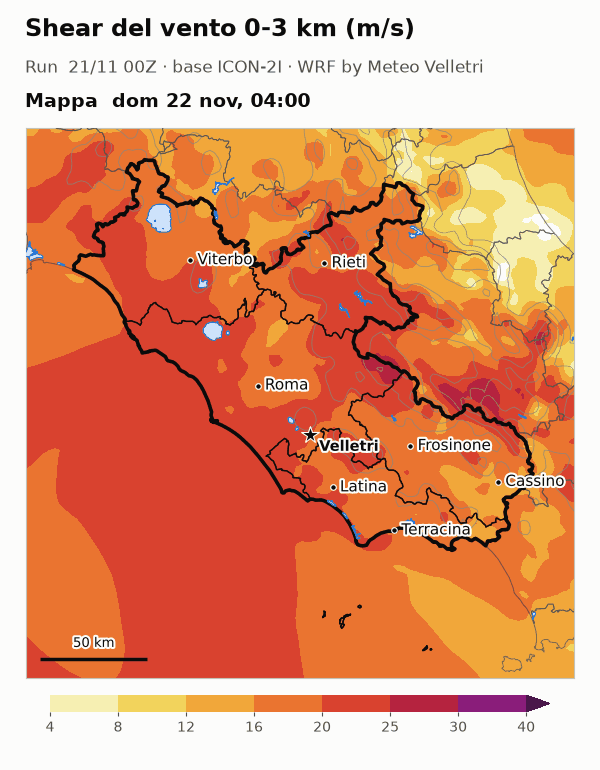 Shear del vento 0-3 km (m/s)
Run  21/11 00Z · base ICON-2I · WRF by Meteo Velletri
Mappa  dom 22 nov, 04:00
Viterbo
Rieti
Roma
Velletri
Frosinone
Cassino
Latina
Terracina
50 km
4 8 12 16 20 25 30 40